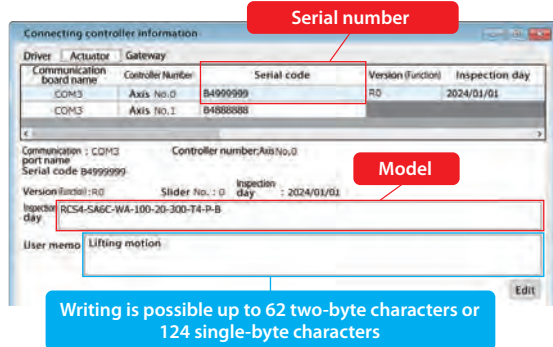 Serial number
Connecting controller information
Driver Actuator Gateway
Communication board name Controller Number Serial code Version (Function) Inspection day
COM3 Axis No.0 B4999999 R0 2024/01/01
COM3 Axis No.1 B4888888
Communication port name : COM3 Controller number:Axis No.0
Serial code B4999999
Model
Version (Function) : R0 Slider No. : 0 Inspection day : 2024/01/01
Inspection day RCS4-SA6C-WA-100-20-300-T4-P-B
User memo Lifting motion
Edit
Writing is possible up to 62 two-byte characters or
124 single-byte characters